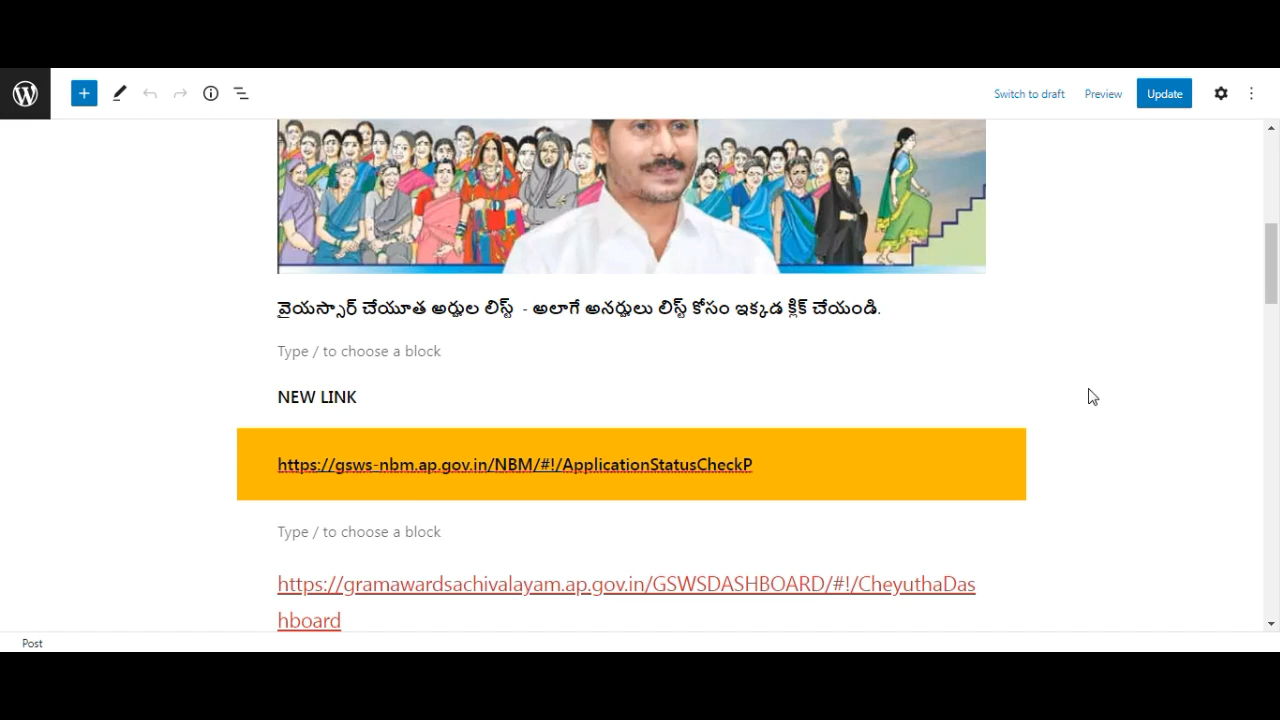 Switch to draft
Preview
Update
వైయస్సార్ చేయూత అర్హుల లిస్ట్ - అలాగే అనర్హులు లిస్ట్ కోసం ఇక్కడ క్లిక్ చేయండి.
Type / to choose a block
NEW LINK
https://gsws-nbm.ap.gov.in/NBM/#!/ApplicationStatusCheckP
Type / to choose a block
https://gramawardsachivalayam.ap.gov.in/GSWSDASHBOARD/#!/CheyuthaDas
hboard
Post